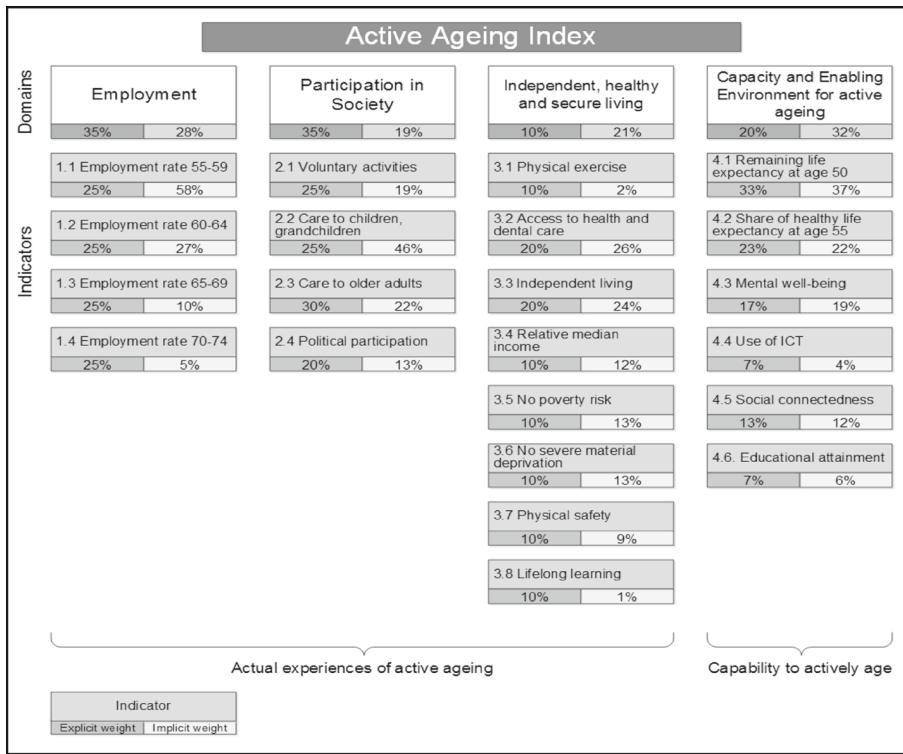 Active Ageing Index
Domains
Employment
35% 28%
Participation in
Society
35% 19%
Independent, healthy
and secure living
10% 21%
Capacity and Enabling
Environment for active
ageing
20% 32%
Indicators
1.1 Employment rate 55-59
25% 58%
1.2 Employment rate 60-64
25% 27%
1.3 Employment rate 65-69
25% 10%
1.4 Employment rate 70-74
25% 5%
2.1 Voluntary activities
25% 19%
2.2 Care to children,
grandchildren
25% 46%
2.3 Care to older adults
30% 22%
2.4 Political participation
20% 13%
3.1 Physical exercise
10% 2%
3.2 Access to health and
dental care
20% 26%
3.3 Independent living
20% 24%
3.4 Relative median
income
10% 12%
3.5 No poverty risk
10% 13%
3.6 No severe material
deprivation
10% 13%
3.7 Physical safety
10% 9%
3.8 Lifelong learning
10% 1%
4.1 Remaining life
expectancy at age 50
33% 37%
4.2 Share of healthy life
expectancy at age 55
23% 22%
4.3 Mental well-being
17% 19%
4.4 Use of ICT
7% 4%
4.5 Social connectedness
13% 12%
4.6. Educational attainment
7% 6%
Actual experiences of active ageing
Capability to actively age
Indicator
Explicit weight Implicit weight